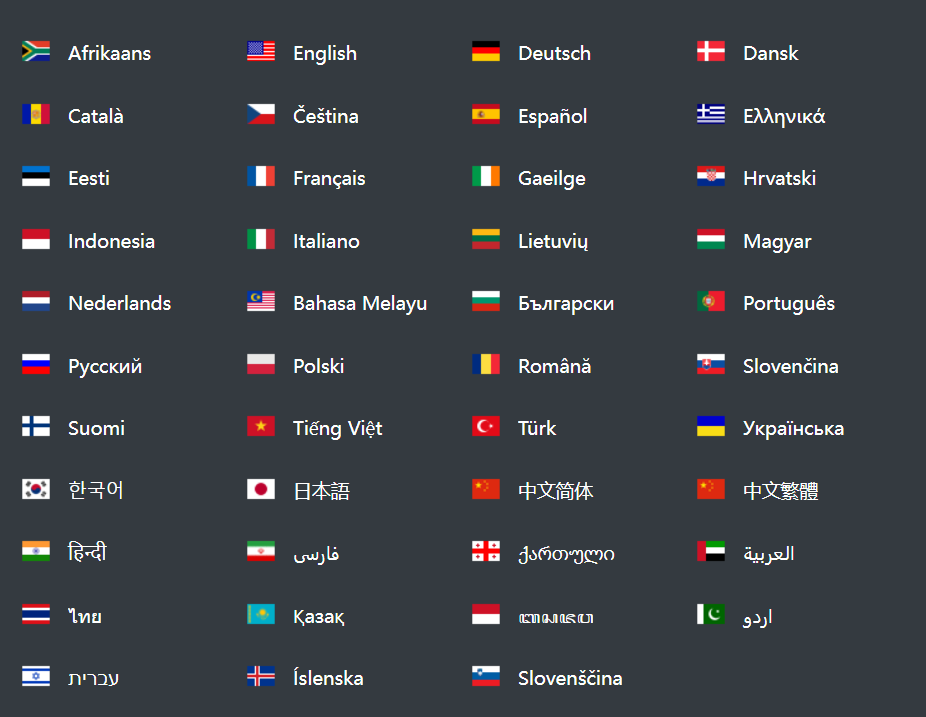 Afrikaans English Deutsch Dansk
Català Čeština Español Ελληνικά
Eesti Français Gaeilge Hrvatski
Indonesia Italiano Lietuvių Magyar
Nederlands Bahasa Melayu Български Português
Русский Polski Română Slovenčina
Suomi Tiếng Việt Türk Українська
한국어 日本語 中文简体 中文繁體
हिन्दी فارسی ქართული العربية
ไทย Қазақ اردو
עברית Íslenska Slovenščina